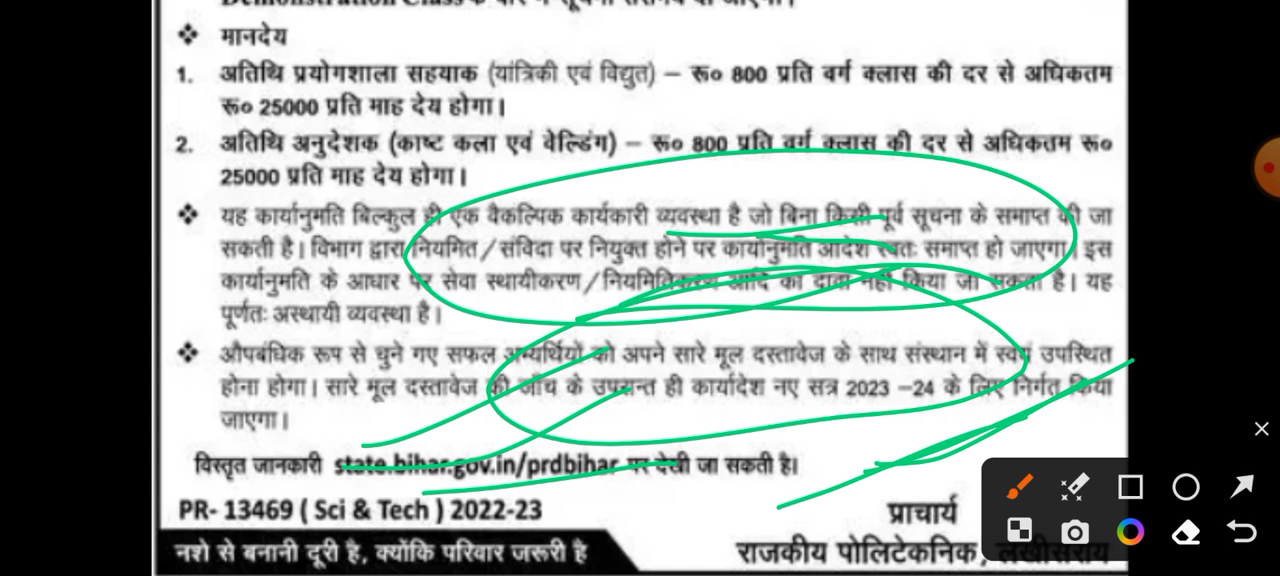 ❖ मानदेय
1. अतिथि प्रयोगशाला सहयाक (यांत्रिकी एवं विद्युत) – रू० 800 प्रति वर्ग क्लास की दर से अधिकतम
रू० 25000 प्रति माह देय होगा।
2. अतिथि अनुदेशक (काष्ट कला एवं वेल्डिंग) – रू० 800 प्रति वर्ग क्लास की दर से अधिकतम रू०
25000 प्रति माह देय होगा।
❖ यह कार्यानुमति बिल्कुल ही एक वैकल्पिक कार्यकारी व्यवस्था है जो बिना किसी पूर्व सूचना के समाप्त की जा
सकती है। विभाग द्वारा नियमित/संविदा पर नियुक्त होने पर कार्यानुमति आदेश स्वतः समाप्त हो जाएगा, इस
कार्यानुमति के आधार पर सेवा स्थायीकरण/नियमितिकरण आदि का दावा नहीं किया जा सकता है। यह
पूर्णतः अस्थायी व्यवस्था है।
❖ औपबंधिक रूप से चुने गए सफल अभ्यर्थियों को अपने सारे मूल दस्तावेज के साथ संस्थान में स्वयं उपस्थित
होना होगा। सारे मूल दस्तावेज की जाँच के उपरान्त ही कार्यादेश नए सत्र 2023 –24 के लिए निर्गत किया
जाएगा।
विस्तृत जानकारी state.bihar.gov.in/prdbihar पर देखी जा सकती है।
PR- 13469 ( Sci & Tech ) 2022-23
प्राचार्य
नशे से बनानी दूरी है, क्योंकि परिवार जरूरी है
राजकीय पोलिटेकनिक, लखीसराय